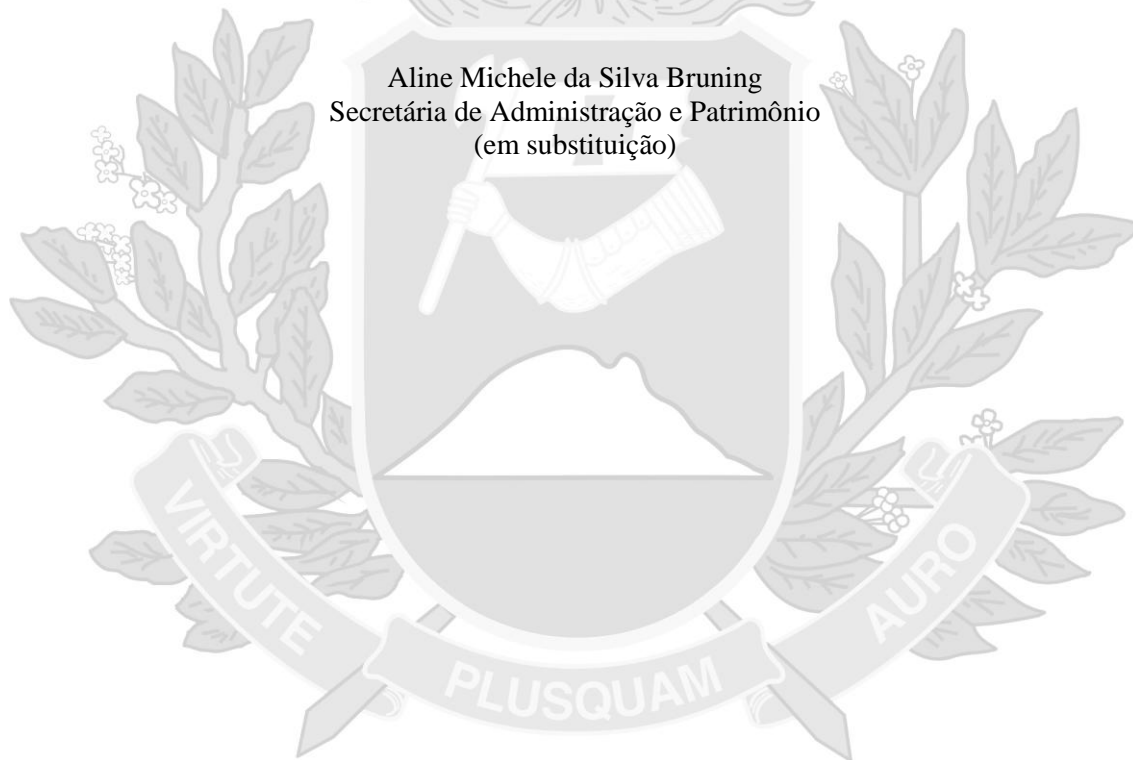 Aline Michele da Silva Bruning
Secretária de Administração e Patrimônio
(em substituição)
VIRTUTE
PLUSQUAM
AURO